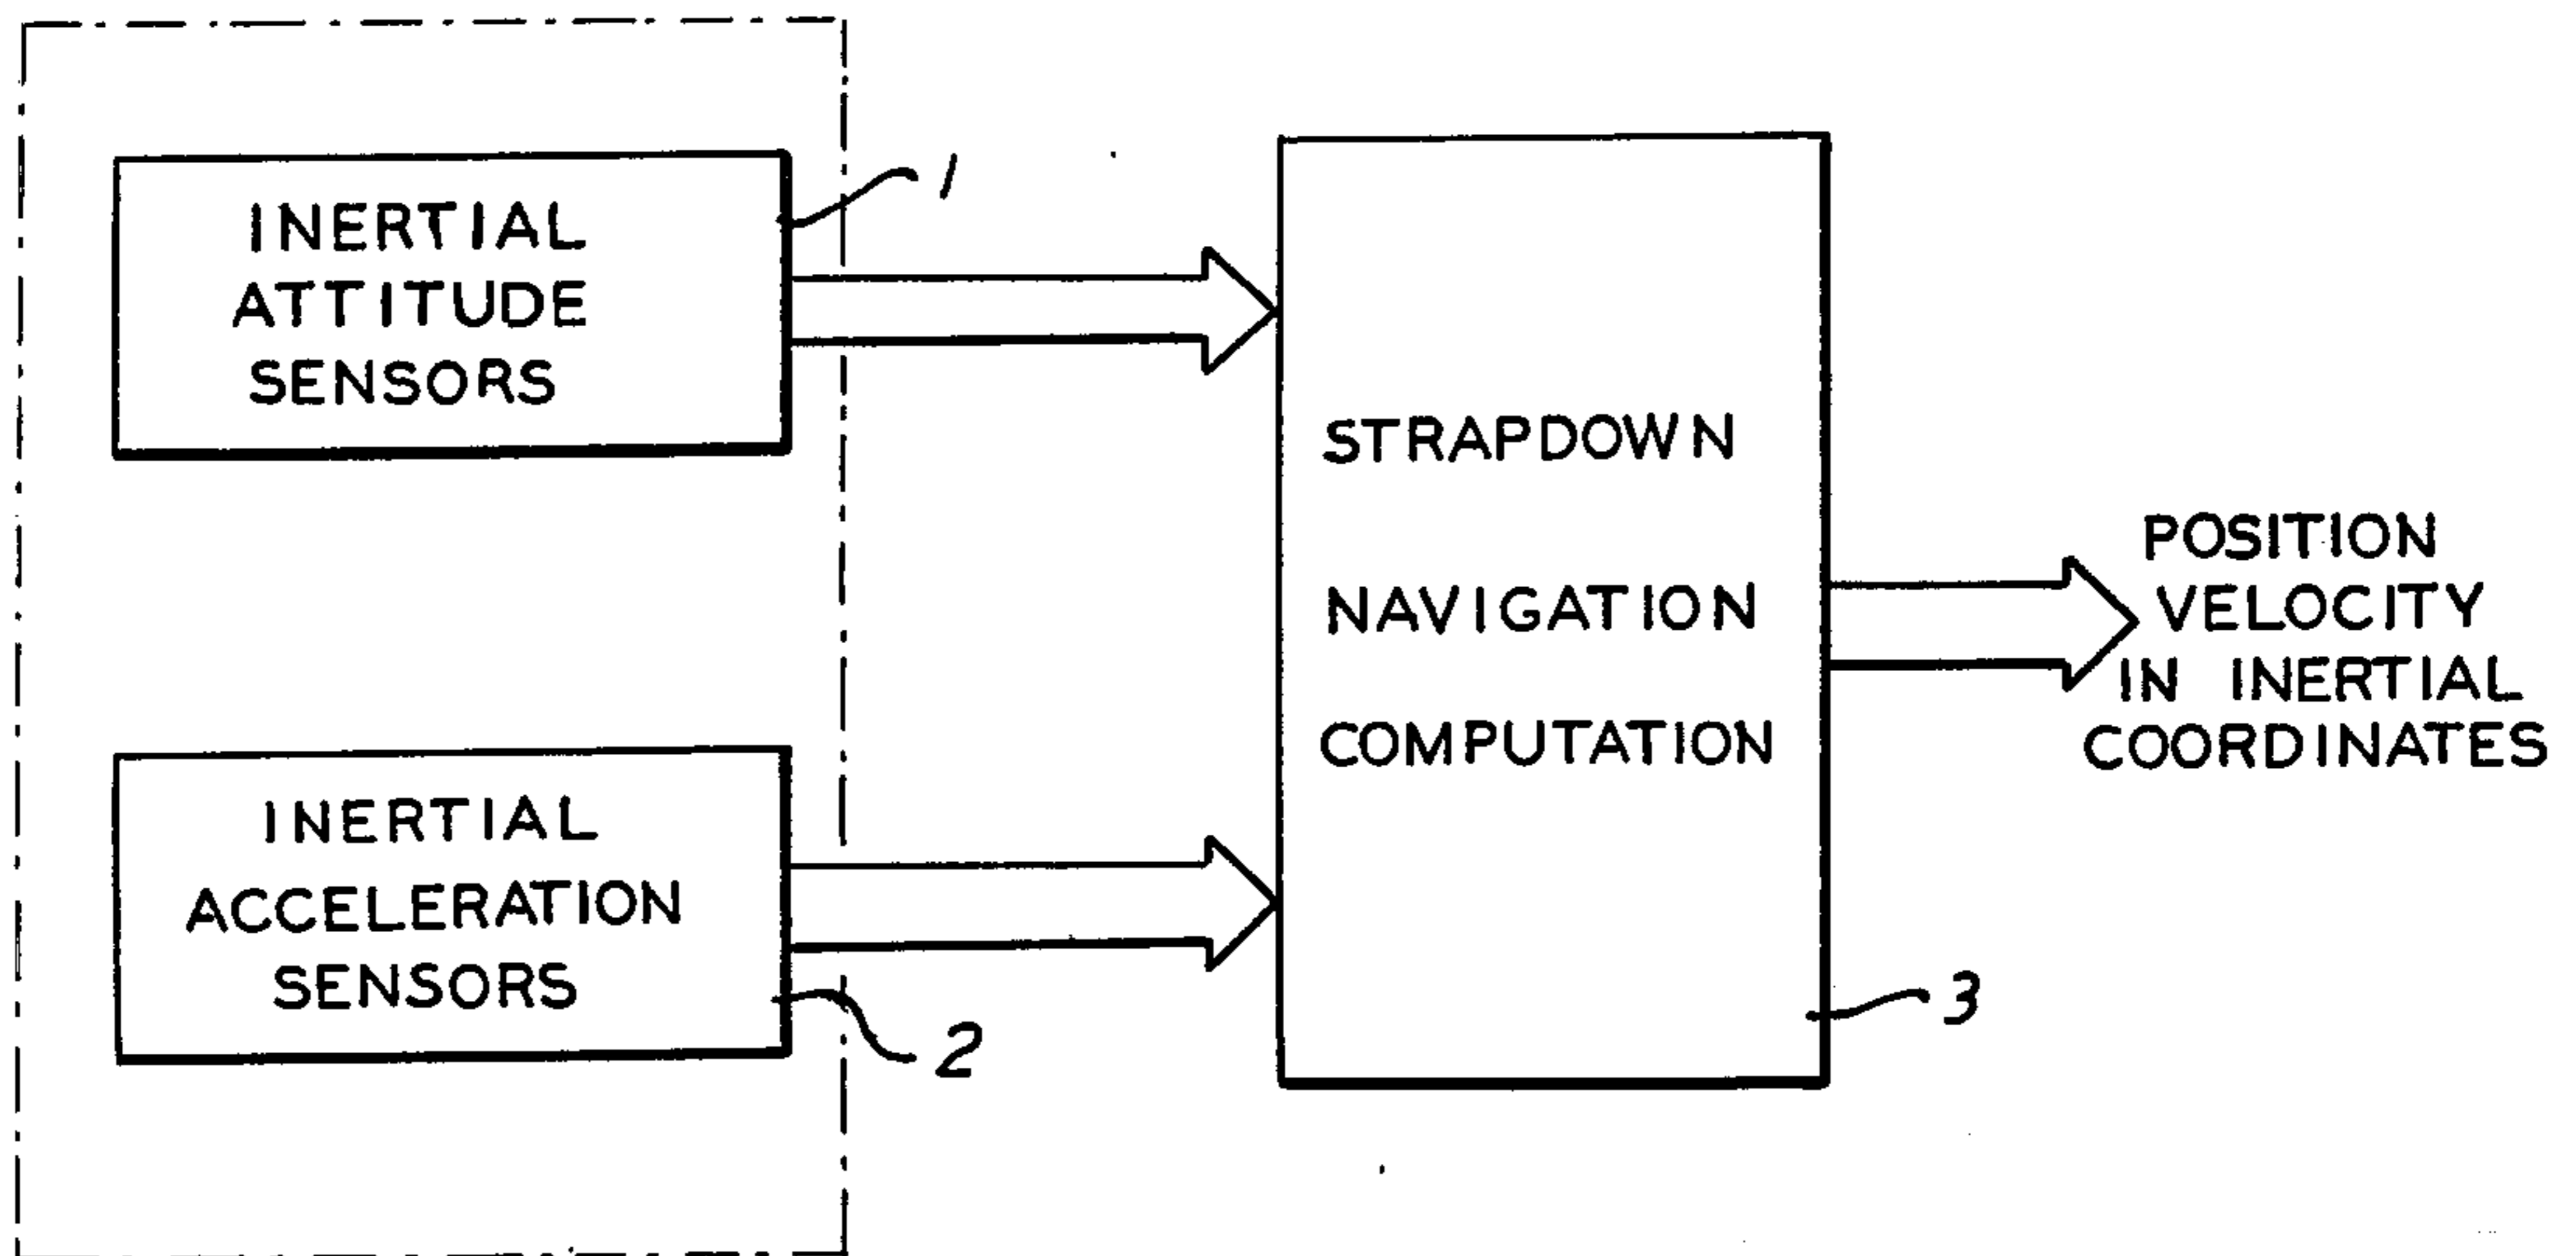 INERTIAL
ATTITUDE
SENSORS
1
INERTIAL
ACCELERATION
SENSORS
2
STRAPDOWN
NAVIGATION
COMPUTATION
3
POSITION
VELOCITY
IN INERTIAL
COORDINATES